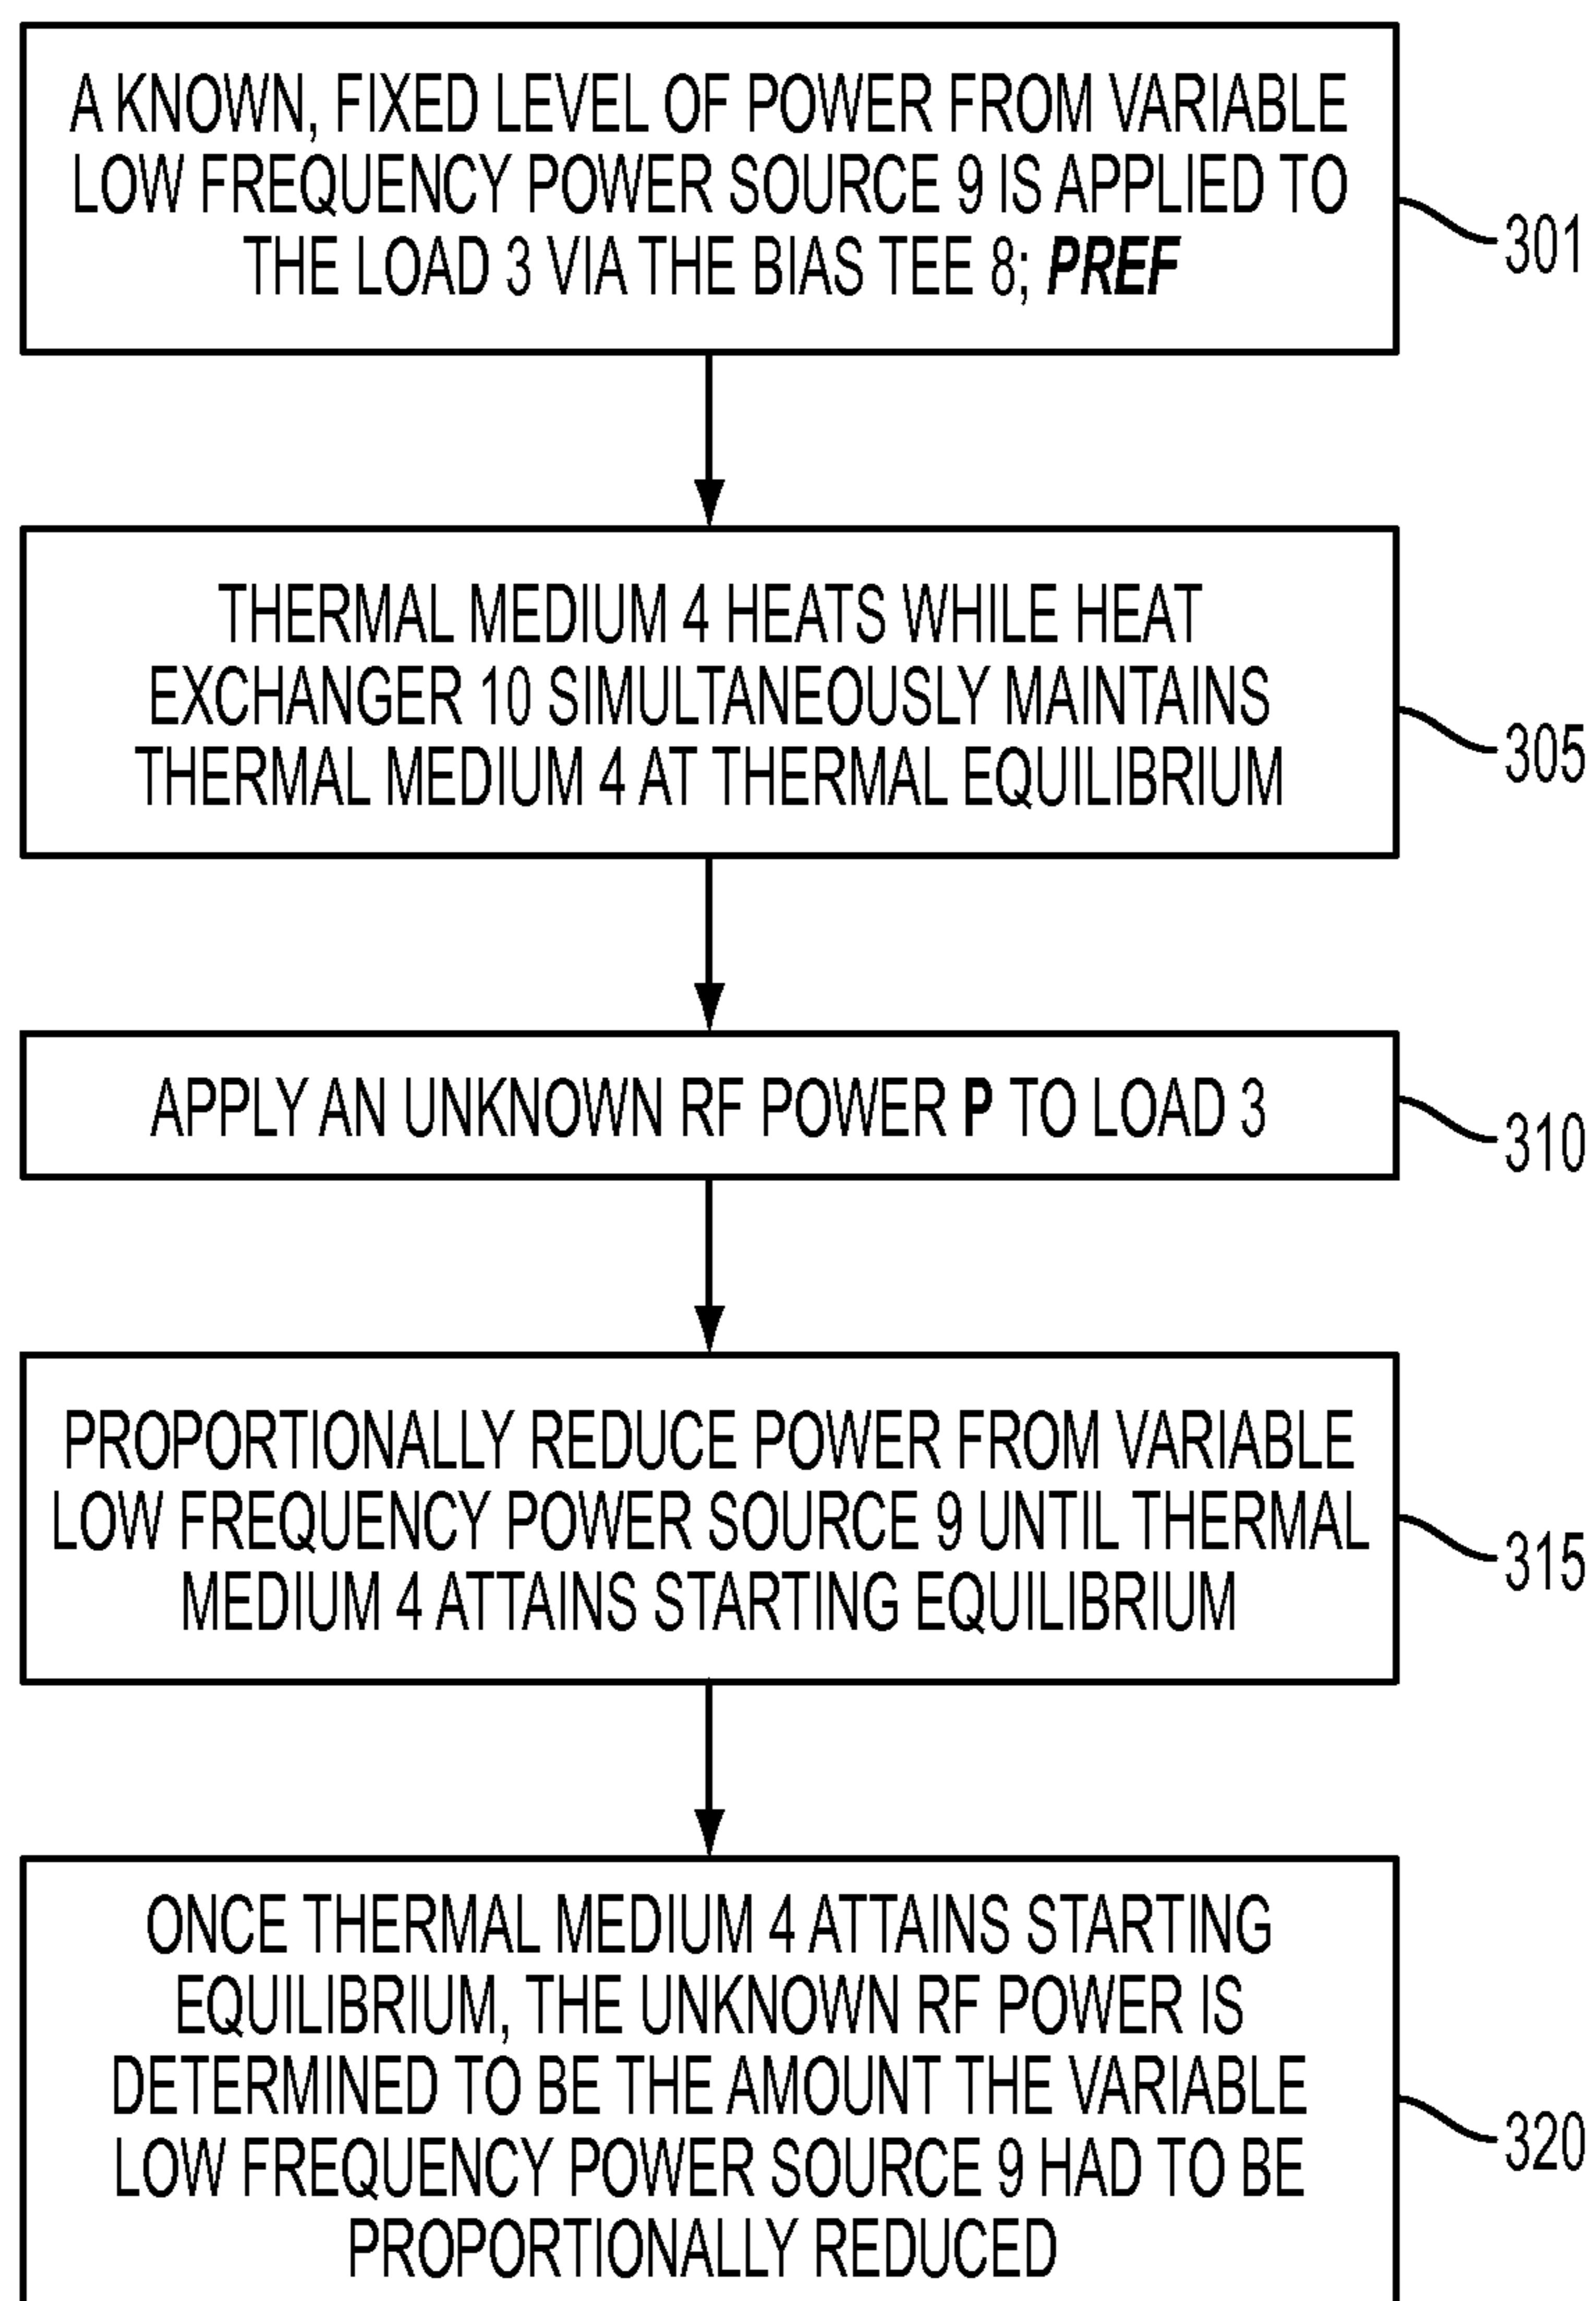 A KNOWN, FIXED LEVEL OF POWER FROM VARIABLE
LOW FREQUENCY POWER SOURCE 9 IS APPLIED TO
THE LOAD 3 VIA THE BIAS TEE 8; PREF
301
THERMAL MEDIUM 4 HEATS WHILE HEAT
EXCHANGER 10 SIMULTANEOUSLY MAINTAINS
THERMAL MEDIUM 4 AT THERMAL EQUILIBRIUM
305
APPLY AN UNKNOWN RF POWER P TO LOAD 3
310
PROPORTIONALLY REDUCE POWER FROM VARIABLE
LOW FREQUENCY POWER SOURCE 9 UNTIL THERMAL
MEDIUM 4 ATTAINS STARTING EQUILIBRIUM
315
ONCE THERMAL MEDIUM 4 ATTAINS STARTING
EQUILIBRIUM, THE UNKNOWN RF POWER IS
DETERMINED TO BE THE AMOUNT THE VARIABLE
LOW FREQUENCY POWER SOURCE 9 HAD TO BE
PROPORTIONALLY REDUCED
320